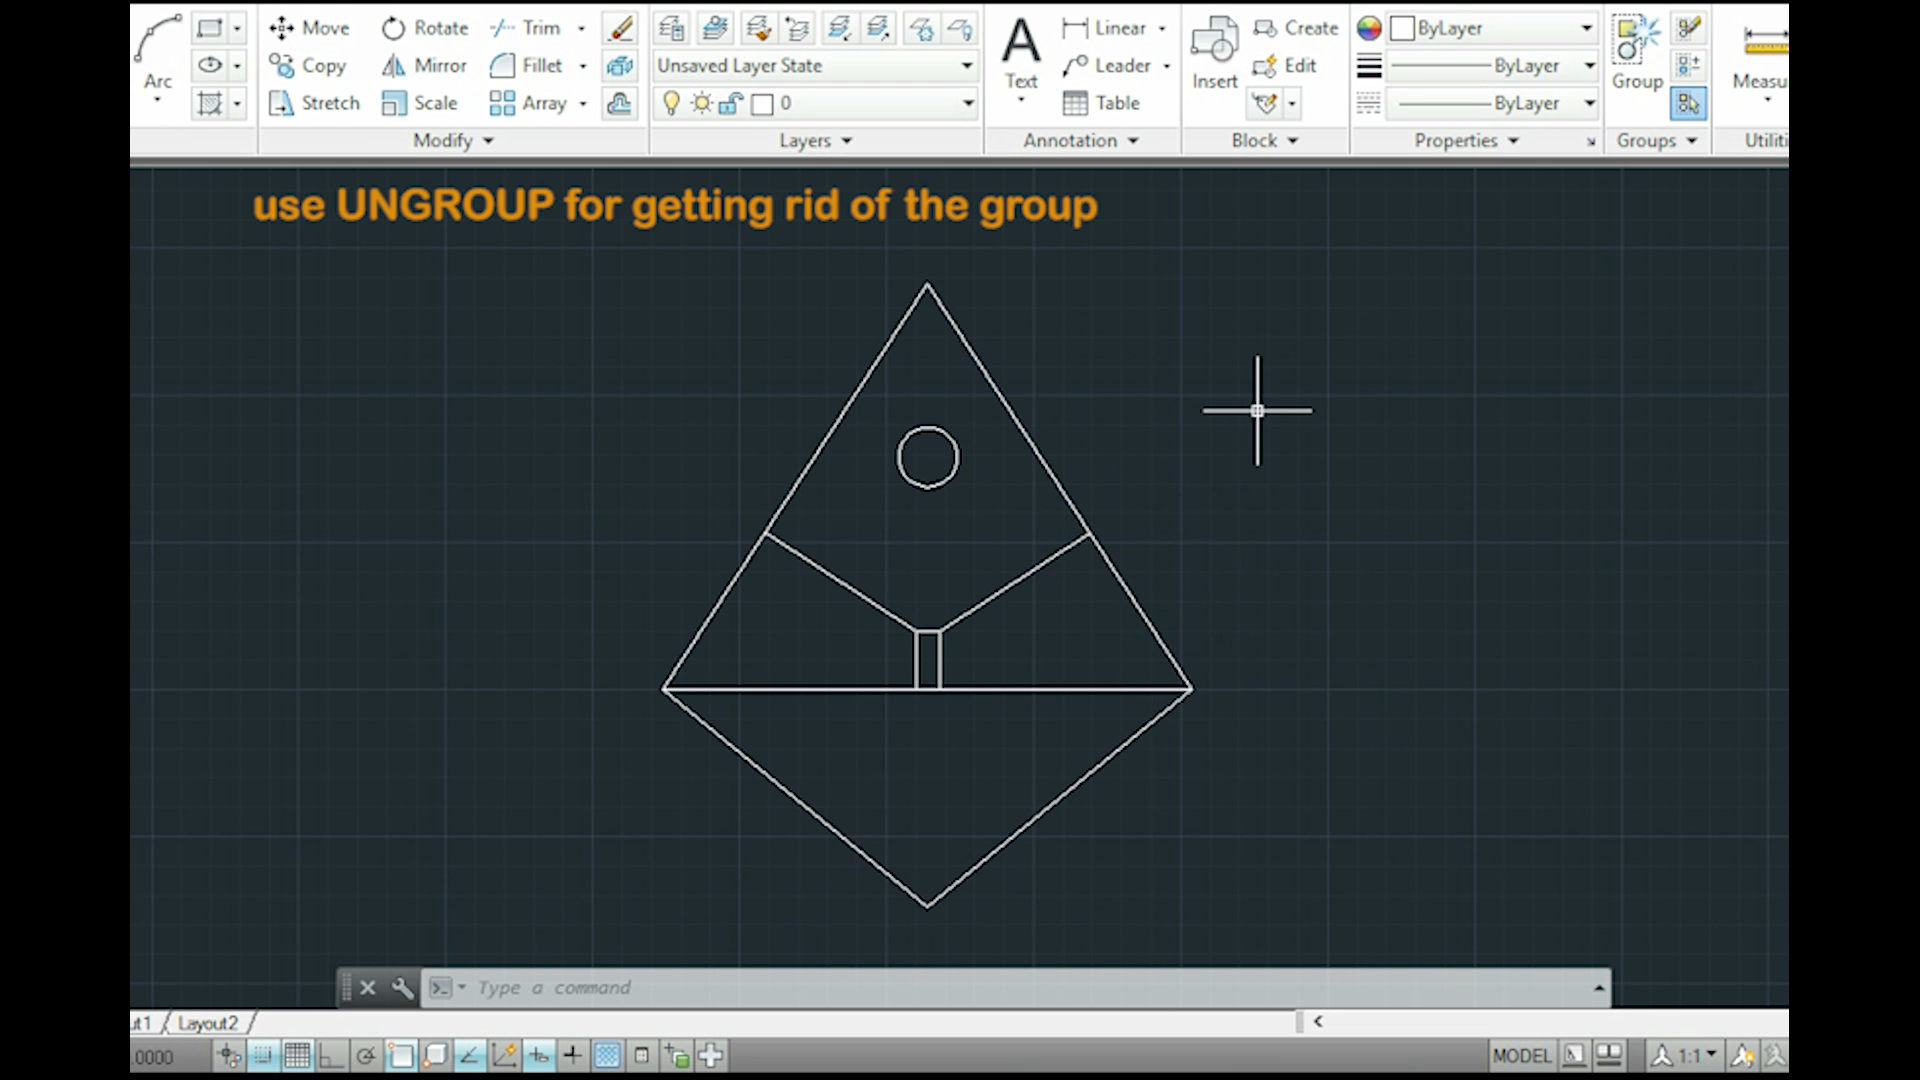 Arc
Move
Rotate
Trim
Copy
Mirror
Fillet
Stretch
Scale
Array
Modify
Unsaved Layer State
0
Layers
Text
Linear
Leader
Table
Annotation
Insert
Create
Edit
Block
ByLayer
ByLayer
ByLayer
Properties
Group
Groups
Measu
Utiliti
use UNGROUP for getting rid of the group
Type a command
ut1
Layout2
.0000
MODEL
1:1